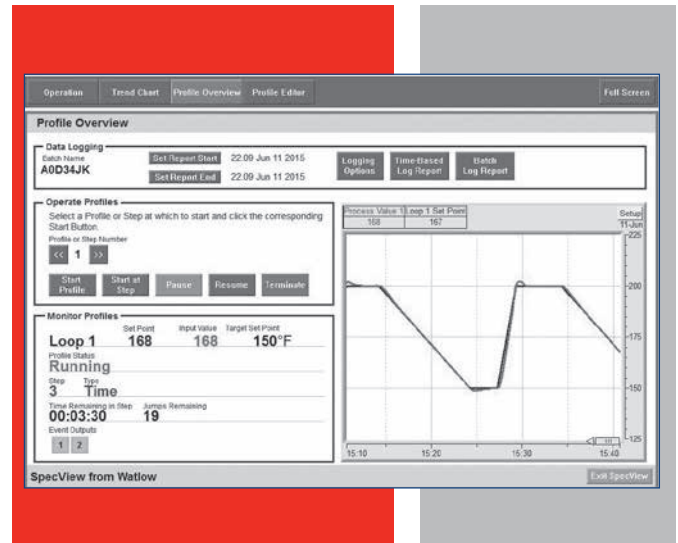 Operation Trend Chart Profile Overview Profile Editor Full Screen
Profile Overview
Data Logging
Batch Name
A0D34JK
Set Report Start 22:09 Jun 11 2015
Set Report End 22:09 Jun 11 2015
Logging Options
Time-Based Log Report
Batch Log Report
Operate Profiles
Select a Profile or Step at which to start and click the corresponding
Start Button.
Profile or Step Number
<< 1 >>
Start Profile
Start at Step
Pause
Resume
Terminate
Monitor Profiles
Set Point Input Value Target Set Point
Loop 1 168 168 150°F
Profile Status
Running
Step Type
3 Time
Time Remaining in Step Jumps Remaining
00:03:30 19
Event Outputs
1 2
Process Value 1 Loop 1 Set Point
168 167
Setup
11-Jun
225
200
175
150
125
15:10 15:20 15:30 15:40
SpecView from Watlow
Exit SpecView